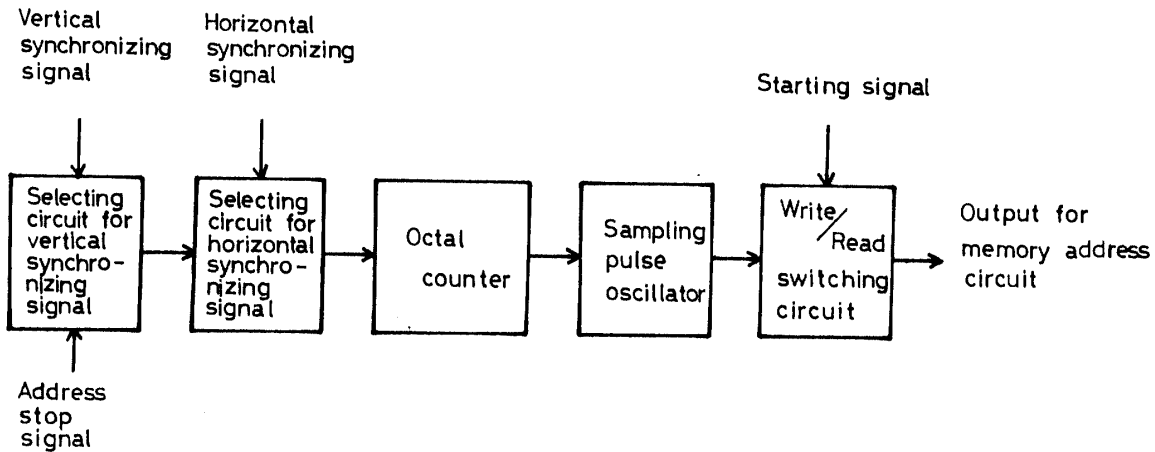 Vertical
synchronizing
signal
Horizontal
synchronizing
signal
Starting signal
Selecting
circuit for
vertical
synchro-
nizing
signal
Selecting
circuit for
horizontal
synchro-
nizing
signal
Octal
counter
Sampling
pulse
oscillator
Write/
Read
switching
circuit
Output for
memory address
circuit
Address
stop
signal